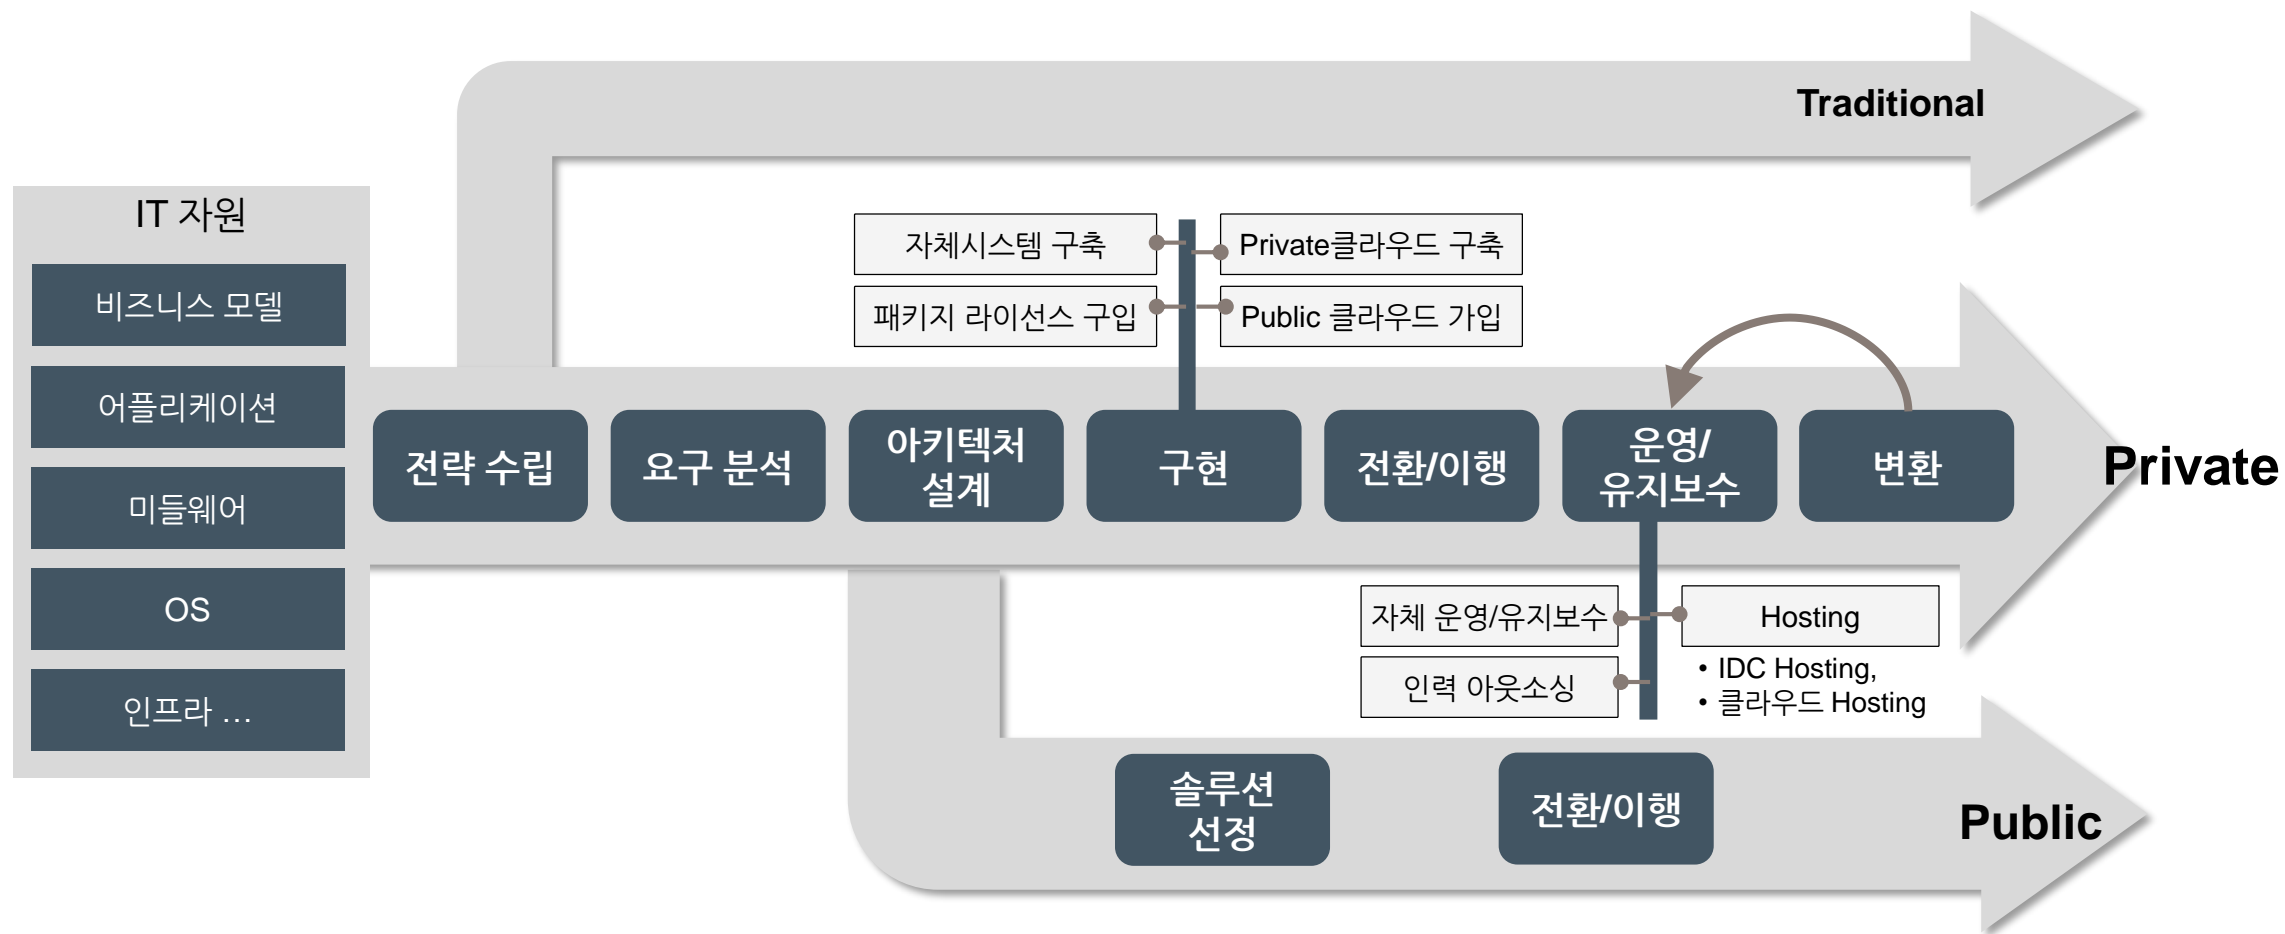 Traditional
IT 자원
비즈니스 모델
어플리케이션
미들웨어
OS
인프라 …
자체시스템 구축
Private클라우드 구축
패키지 라이선스 구입
Public 클라우드 가입
전략 수립
요구 분석
아키텍처
설계
구현
전환/이행
운영/
유지보수
변환
Private
자체 운영/유지보수
Hosting
인력 아웃소싱
• IDC Hosting,
• 클라우드 Hosting
솔루션
선정
전환/이행
Public